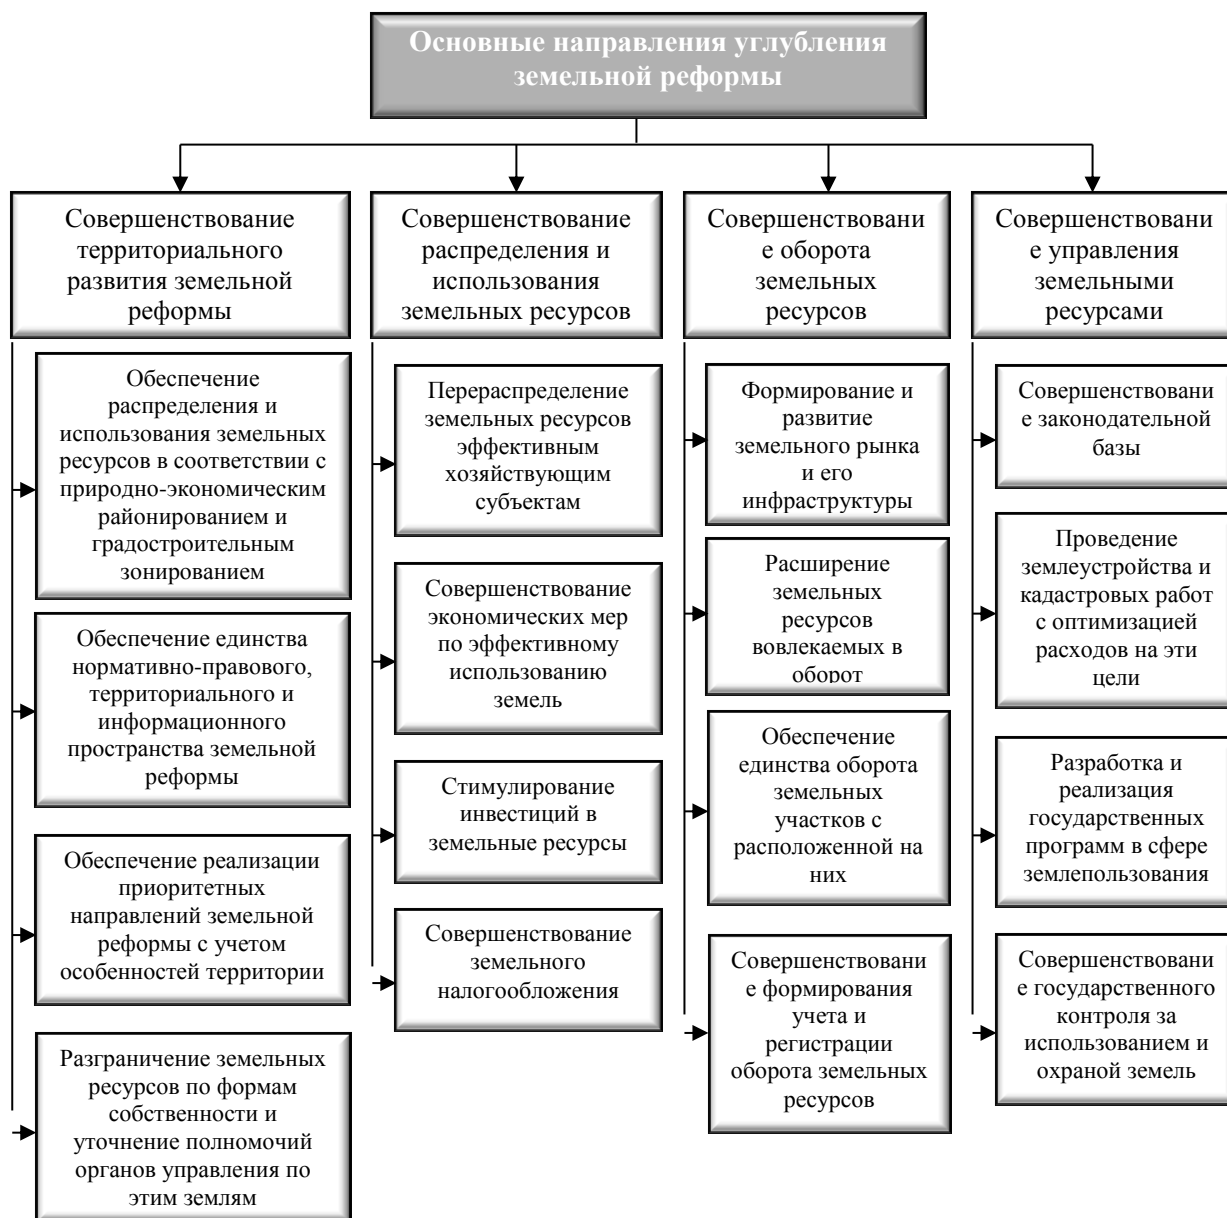 Основные направления углубления
земельной реформы
Совершенствование
территориального
развития земельной
реформы
Обеспечение
распределения и
использования земельных
ресурсов в соответствии с
природно-экономическим
районированием и
градостроительным
зонированием
Обеспечение единства
нормативно-правового,
территориального и
информационного
пространства земельной
реформы
Обеспечение реализации
приоритетных
направлений земельной
реформы с учетом
особенностей территории
Разграничение земельных
ресурсов по формам
собственности и
уточнение полномочий
органов управления по
этим землям
Совершенствование
распределения и
использования
земельных ресурсов
Перераспределение
земельных ресурсов
эффективным
хозяйствующим
субъектам
Совершенствование
экономических мер
по эффективному
использованию
земель
Стимулирование
инвестиций в
земельные ресурсы
Совершенствование
земельного
налогообложения
Совершенствовани
е оборота
земельных
ресурсов
Формирование и
развитие
земельного рынка
и его
инфраструктуры
Расширение
земельных
ресурсов
вовлекаемых в
оборот
Обеспечение
единства оборота
земельных
участков с
расположенной на
них
Совершенствовани
е формирования
учета и
регистрации
оборота земельных
ресурсов
Совершенствовани
е управления
земельными
ресурсами
Совершенствовани
е законодательной
базы
Проведение
землеустройства и
кадастровых работ
с оптимизацией
расходов на эти
цели
Разработка и
реализация
государственных
программ в сфере
землепользования
Совершенствовани
е государственного
контроля за
использованием и
охраной земель